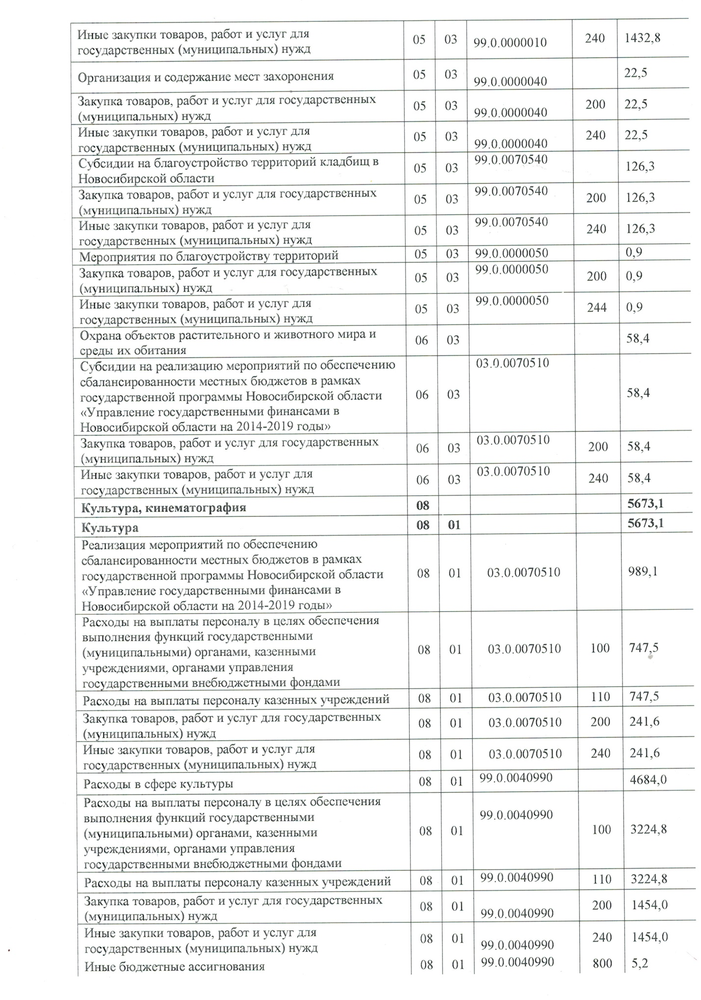 Иные закупки товаров, работ и услуг для
государственных (муниципальных) нужд 05 03 99.0.0000010 240 1432,8
Организация и содержание мест захоронения 05 03 99.0.0000040 22,5
Закупка товаров, работ и услуг для государственных
(муниципальных) нужд 05 03 99.0.0000040 200 22,5
Иные закупки товаров, работ и услуг для
государственных (муниципальных) нужд 05 03 99.0.0000040 240 22,5
Субсидии на благоустройство территорий кладбищ в
Новосибирской области 05 03 99.0.0070540 126,3
Закупка товаров, работ и услуг для государственных
(муниципальных) нужд 05 03 99.0.0070540 200 126,3
Иные закупки товаров, работ и услуг для
государственных (муниципальных) нужд 05 03 99.0.0070540 240 126,3
Мероприятия по благоустройству территорий 05 03 99.0.0000050 0,9
Закупка товаров, работ и услуг для государственных
(муниципальных) нужд 05 03 99.0.0000050 200 0,9
Иные закупки товаров, работ и услуг для
государственных (муниципальных) нужд 05 03 99.0.0000050 244 0,9
Охрана объектов растительного и животного мира и
среды их обитания 06 03 58,4
Субсидии на реализацию мероприятий по обеспечению
сбалансированности местных бюджетов в рамках
государственной программы Новосибирской области
«Управление государственными финансами в
Новосибирской области на 2014-2019 годы» 06 03 03.0.0070510 58,4
Закупка товаров, работ и услуг для государственных
(муниципальных) нужд 06 03 03.0.0070510 200 58,4
Иные закупки товаров, работ и услуг для
государственных (муниципальных) нужд 06 03 03.0.0070510 240 58,4
Культура, кинематография 08 5673,1
Культура 08 01 5673,1
Реализация мероприятий по обеспечению
сбалансированности местных бюджетов в рамках
государственной программы Новосибирской области
«Управление государственными финансами в
Новосибирской области на 2014-2019 годы» 08 01 03.0.0070510 989,1
Расходы на выплаты персоналу в целях обеспечения
выполнения функций государственными
(муниципальными) органами, казенными
учреждениями, органами управления
государственными внебюджетными фондами 08 01 03.0.0070510 100 747,5
Расходы на выплаты персоналу казенных учреждений 08 01 03.0.0070510 110 747,5
Закупка товаров, работ и услуг для государственных
(муниципальных) нужд 08 01 03.0.0070510 200 241,6
Иные закупки товаров, работ и услуг для
государственных (муниципальных) нужд 08 01 03.0.0070510 240 241,6
Расходы в сфере культуры 08 01 99.0.0040990 4684,0
Расходы на выплаты персоналу в целях обеспечения
выполнения функций государственными
(муниципальными) органами, казенными
учреждениями, органами управления
государственными внебюджетными фондами 08 01 99.0.0040990 100 3224,8
Расходы на выплаты персоналу казенных учреждений 08 01 99.0.0040990 110 3224,8
Закупка товаров, работ и услуг для государственных
(муниципальных) нужд 08 01 99.0.0040990 200 1454,0
Иные закупки товаров, работ и услуг для
государственных (муниципальных) нужд 08 01 99.0.0040990 240 1454,0
Иные бюджетные ассигнования 08 01 99.0.0040990 800 5,2